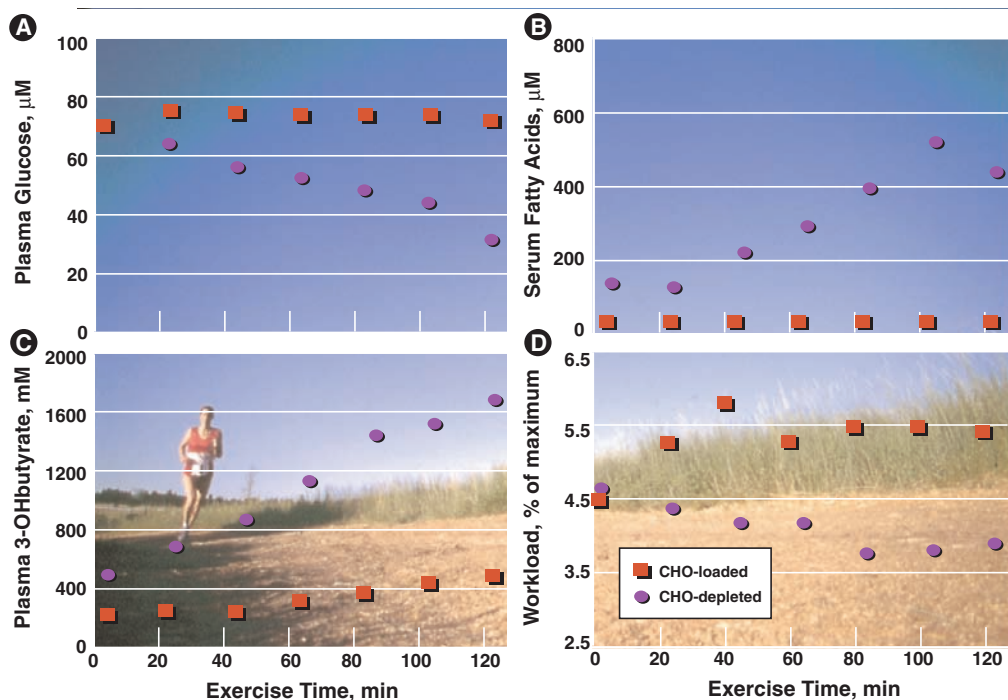 A
Plasma Glucose, μM
100
80
60
40
20
0
B
Serum Fatty Acids, μM
800
600
400
200
0
C
Plasma 3-OHbutyrate, mM
2000
1600
1200
800
400
0
0 20 40 60 80 100 120
Exercise Time, min
D
Workload, % of maximum
6.5
5.5
4.5
3.5
2.5
CHO-loaded
CHO-depleted
0 20 40 60 80 100 120
Exercise Time, min